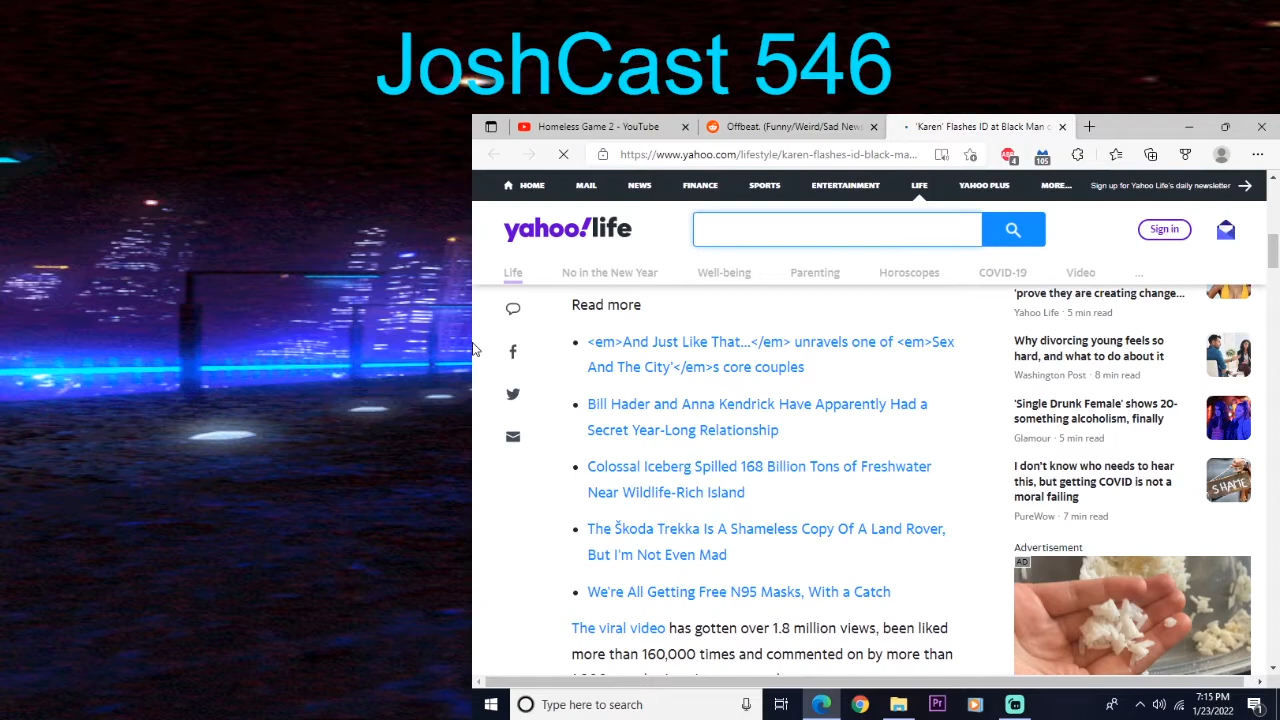 JoshCast 546
Homeless Game 2 - YouTube
Offbeat. (Funny/Weird/Sad News
'Karen' Flashes ID at Black Man o
https://www.yahoo.com/lifestyle/karen-flashes-id-black-ma...
4
105
HOME MAIL NEWS FINANCE SPORTS ENTERTAINMENT LIFE YAHOO PLUS MORE... Sign up for Yahoo Life's daily newsletter
yahoo!life
Sign in
Life No in the New Year Well-being Parenting Horoscopes COVID-19 Video ...
Read more
<em>And Just Like That...</em> unravels one of <em>Sex
And The City'</em>s core couples
Bill Hader and Anna Kendrick Have Apparently Had a
Secret Year-Long Relationship
Colossal Iceberg Spilled 168 Billion Tons of Freshwater
Near Wildlife-Rich Island
The Škoda Trekka Is A Shameless Copy Of A Land Rover,
But I'm Not Even Mad
We're All Getting Free N95 Masks, With a Catch
The viral video has gotten over 1.8 million views, been liked
more than 160,000 times and commented on by more than
'prove they are creating change...
Yahoo Life · 5 min read
Why divorcing young feels so
hard, and what to do about it
Washington Post · 8 min read
'Single Drunk Female' shows 20-
something alcoholism, finally
Glamour · 5 min read
I don't know who needs to hear
this, but getting COVID is not a
moral failing
PureWow · 7 min read
SHAME
Advertisement
AD
Type here to search
7:15 PM
1/23/2022